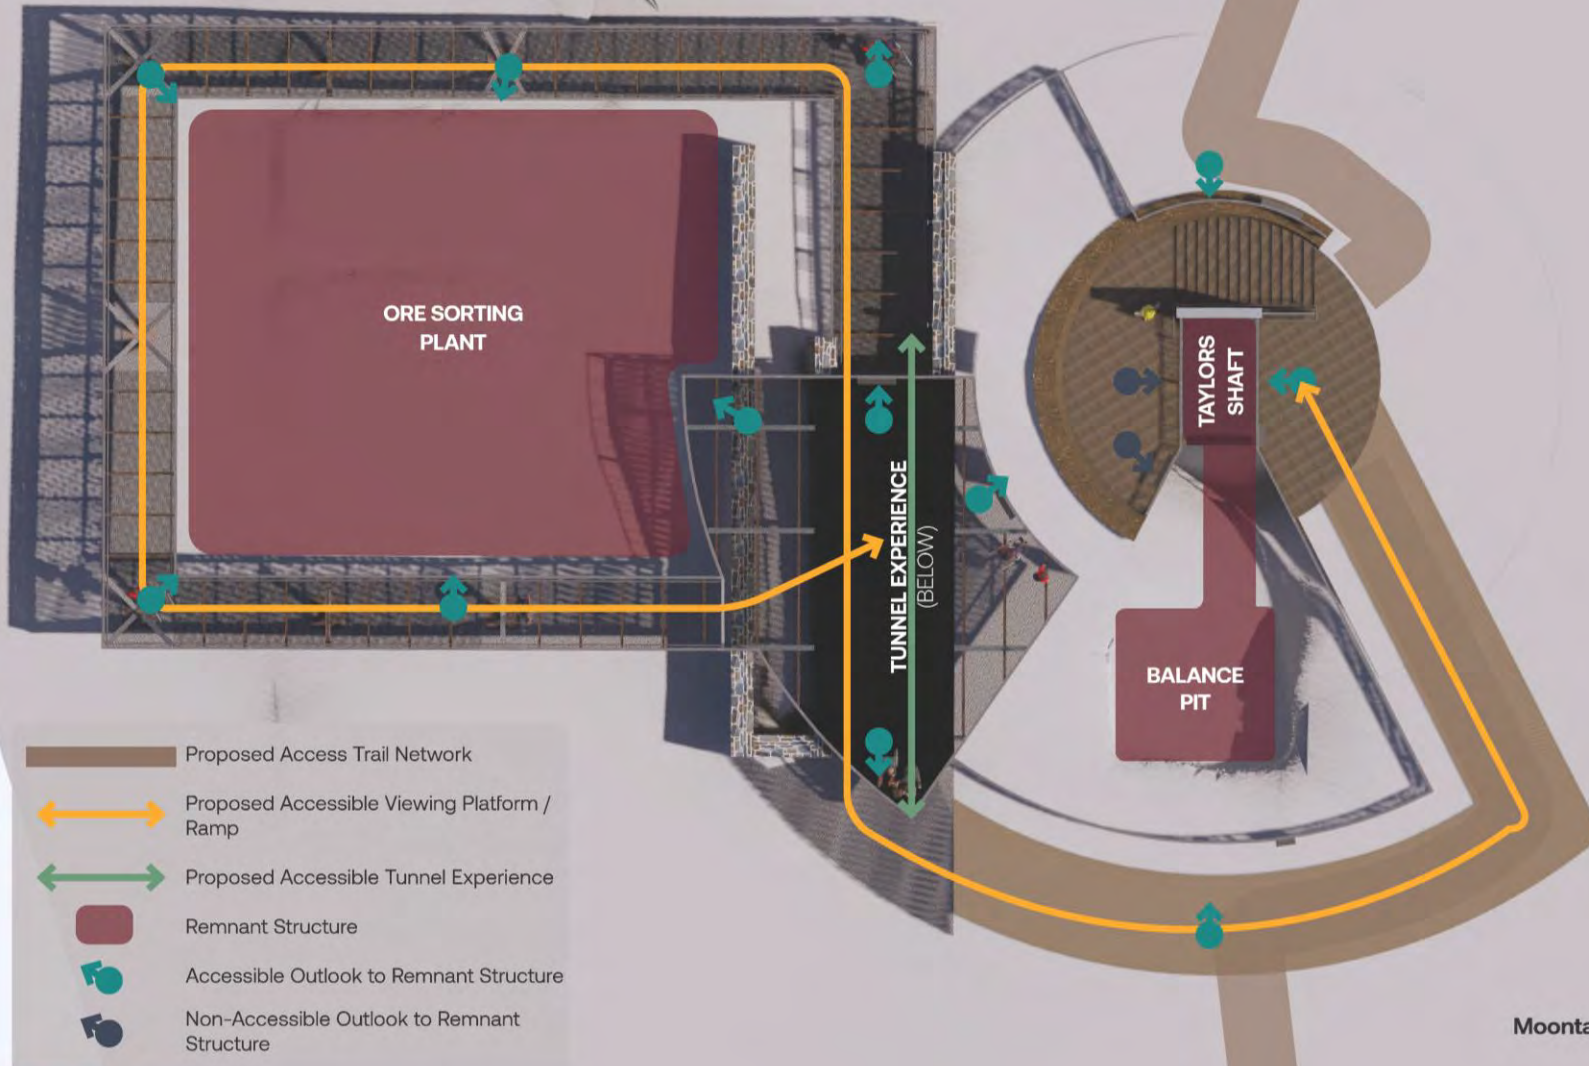 ORE SORTING
PLANT
TAYLORS
SHAFT
TUNNEL EXPERIENCE
(BELOW)
BALANCE
PIT
Proposed Access Trail Network
Proposed Accessible Viewing Platform /
Ramp
Proposed Accessible Tunnel Experience
Remnant Structure
Accessible Outlook to Remnant Structure
Non-Accessible Outlook to Remnant
Structure
Moonta